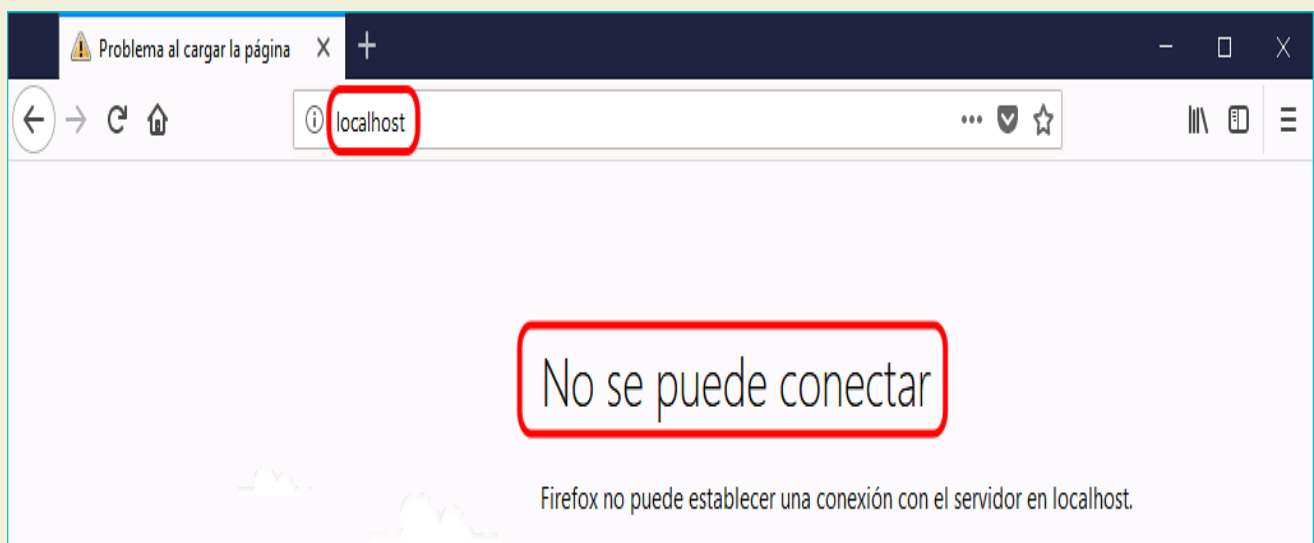 Problema al cargar la página
localhost
No se puede conectar
Firefox no puede establecer una conexión con el servidor en localhost.